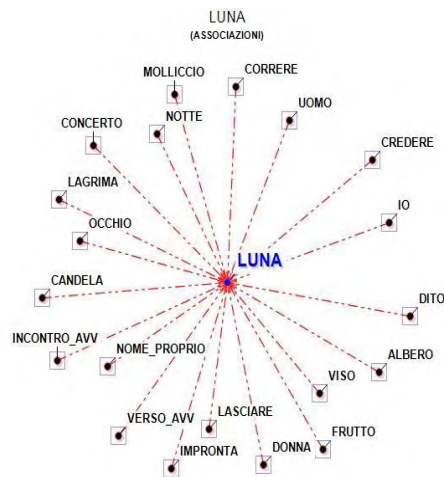 LUNA
(ASSOCIAZIONI)
MOLLICCIO
CORRERE
NOTTE
UOMO
CONCERTO
CREDERE
LAGRIMA
IO
OCCHIO
LUNA
CANDELA
DITO
INCONTRO_AVV
NOME_PROPRIO
ALBERO
VISO
VERSO_AVV
LASCIARE
FRUTTO
IMPRONTA
DONNA